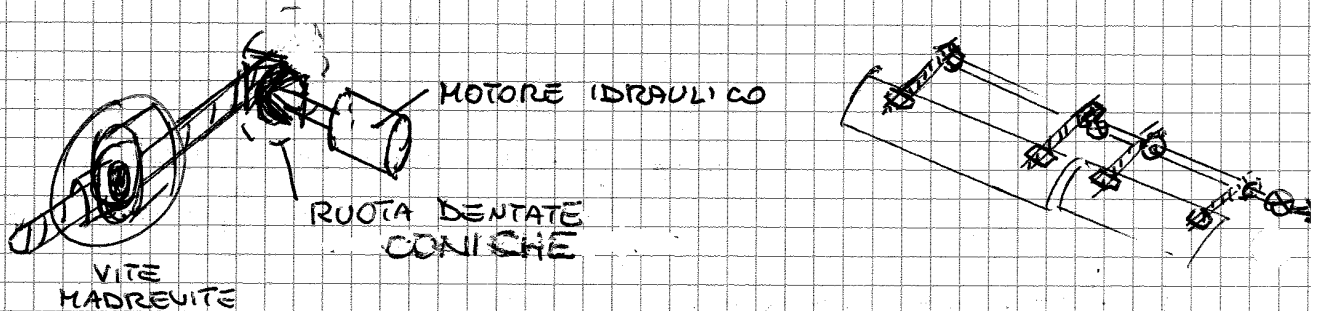 MOTORE IDRAULICO
RUOTA DENTATE
CONICHE
VITE
MADREVITE